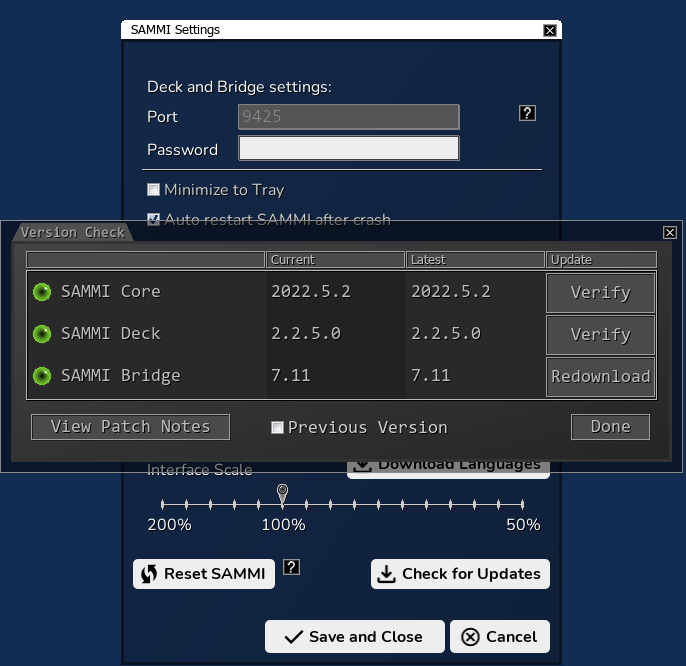 SAMMI Settings
Deck and Bridge settings:
Port
9425
?
Password
Minimize to Tray
Auto restart SAMMI after crash
Version Check
Current
Latest
Update
SAMMI Core
2022.5.2
2022.5.2
Verify
SAMMI Deck
2.2.5.0
2.2.5.0
Verify
SAMMI Bridge
7.11
7.11
Redownload
View Patch Notes
Previous Version
Done
Interface Scale
Download Languages
200%
100%
50%
Reset SAMMI
?
Check for Updates
Save and Close
Cancel